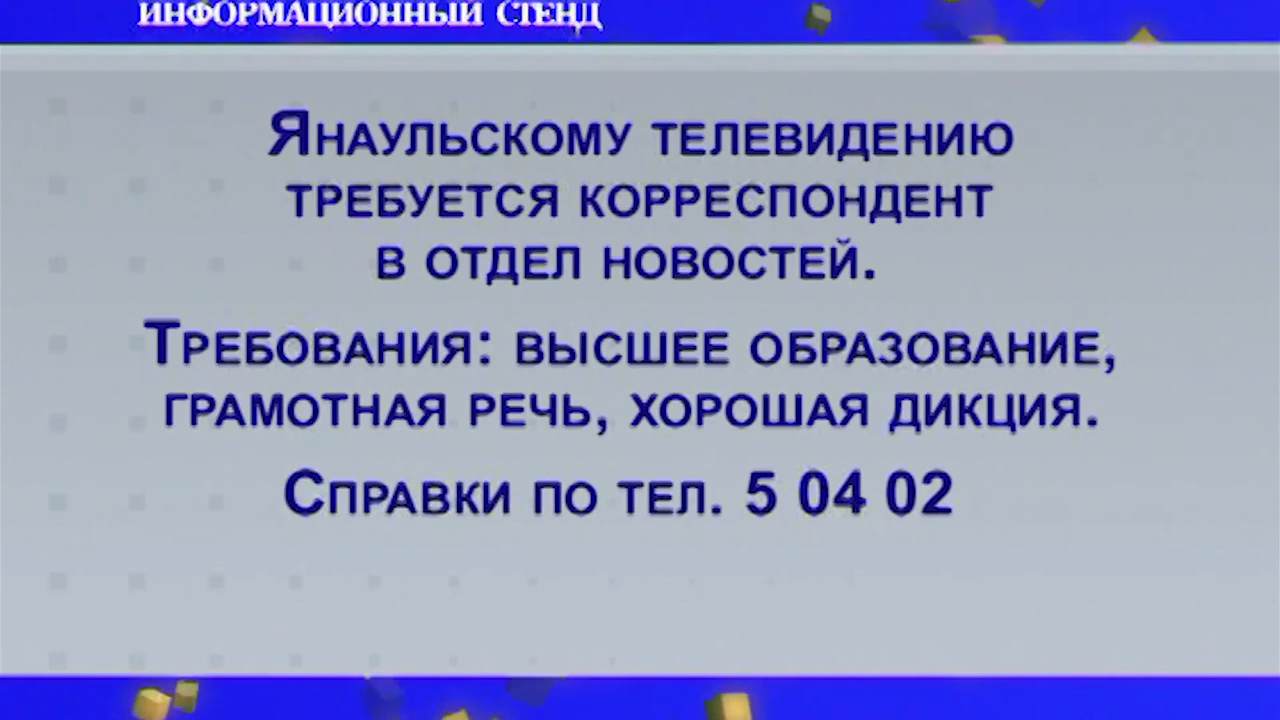 ИНФОРМАЦИОННЫЙ СТЕНД
Янаульскому телевидению
требуется корреспондент
в отдел новостей.
Требования: высшее образование,
грамотная речь, хорошая дикция.
Справки по тел. 5 04 02